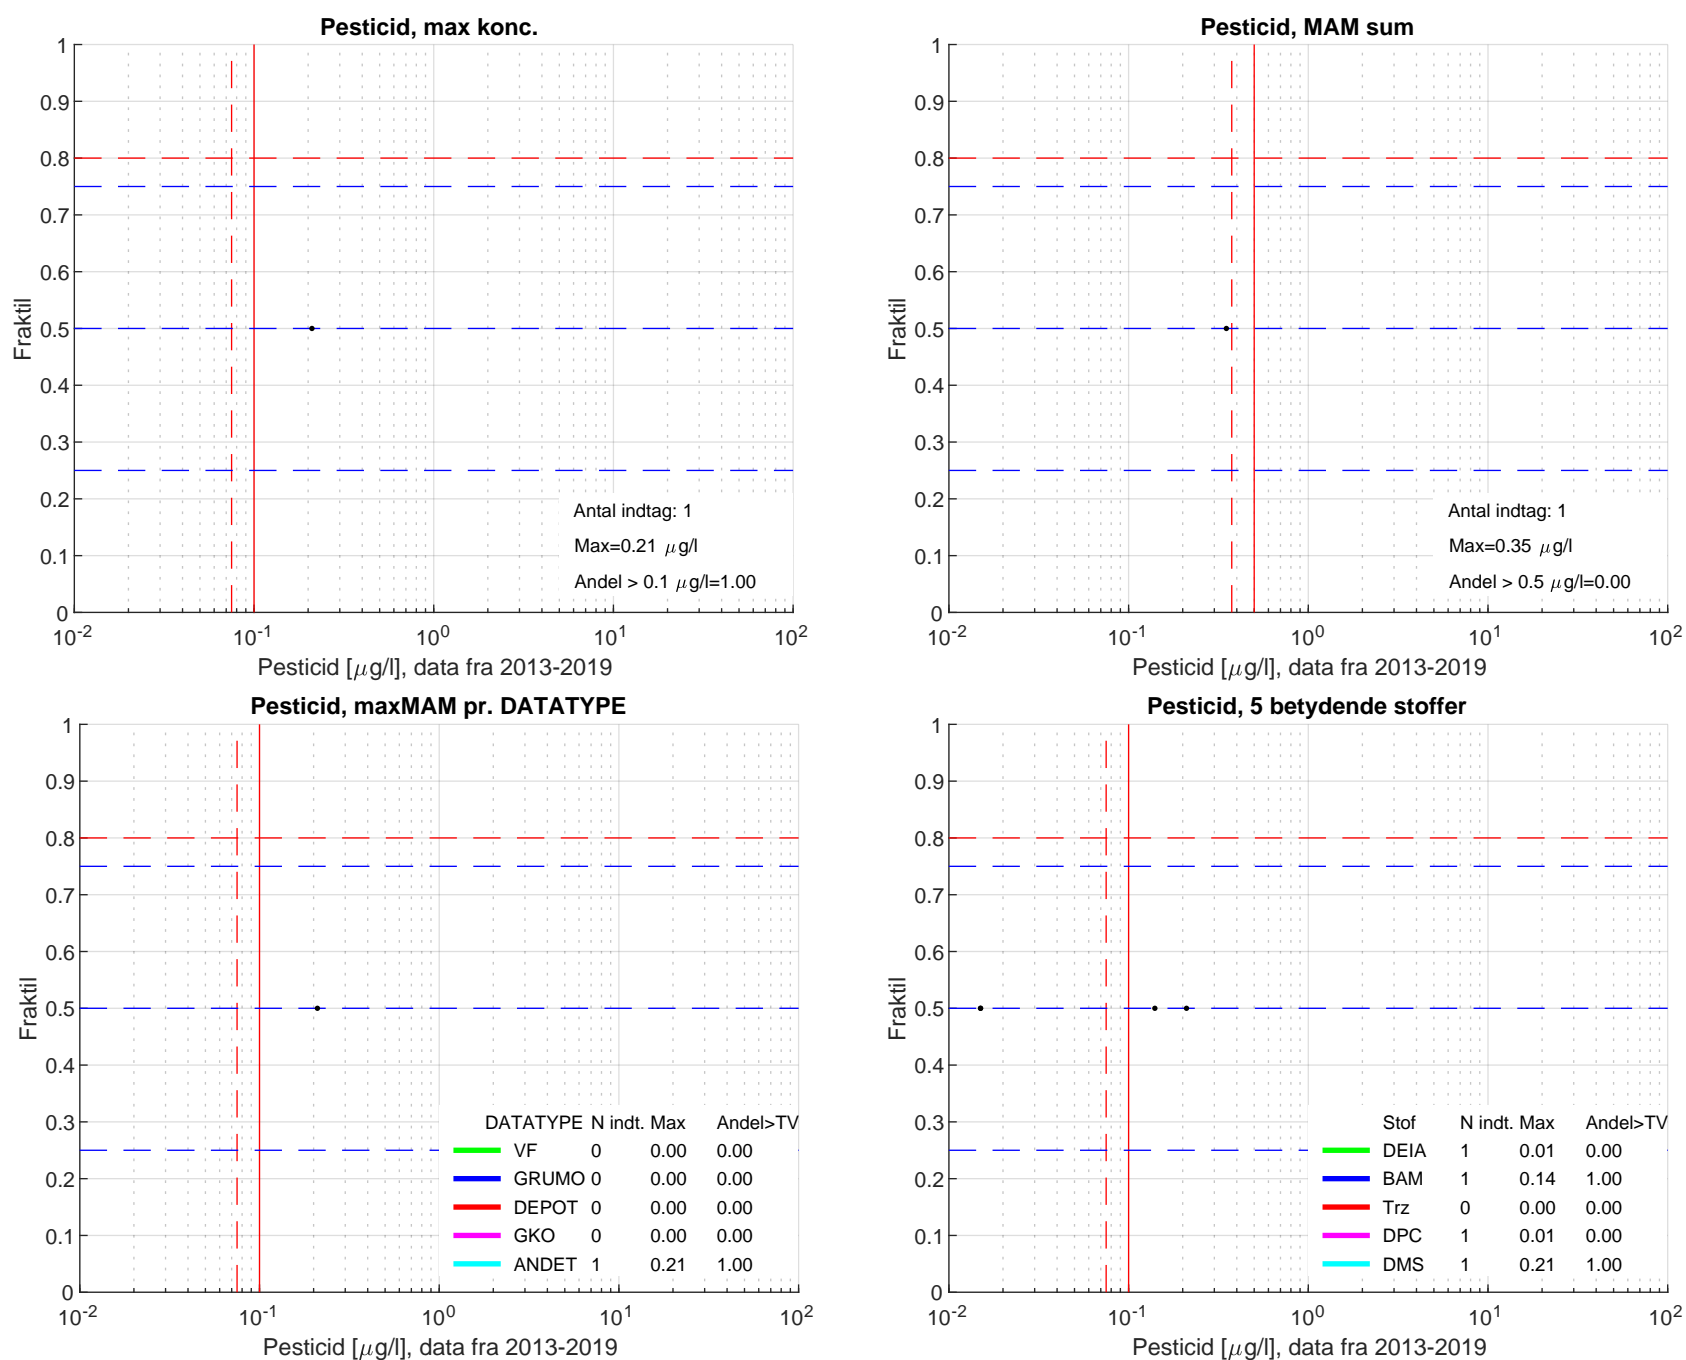 Pesticid, max konc.
1
0.9
0.8
0.7
0.6
0.5
0.4
0.3
0.2
0.1
0
Fraktil
Antal indtag: 1
Max=0.21 μg/l
Andel > 0.1 μg/l=1.00
10-2 10-1 100 101 102
Pesticid [μg/l], data fra 2013-2019
Pesticid, MAM sum
1
0.9
0.8
0.7
0.6
0.5
0.4
0.3
0.2
0.1
0
Fraktil
Antal indtag: 1
Max=0.35 μg/l
Andel > 0.5 μg/l=0.00
10-2 10-1 100 101 102
Pesticid [μg/l], data fra 2013-2019
Pesticid, maxMAM pr. DATATYPE
1
0.9
0.8
0.7
0.6
0.5
0.4
0.3
0.2
0.1
0
Fraktil
DATATYPE N indt. Max Andel>TV
VF 0 0.00 0.00
GRUMO 0 0.00 0.00
DEPOT 0 0.00 0.00
GKO 0 0.00 0.00
ANDET 1 0.21 1.00
10-2 10-1 100 101 102
Pesticid [μg/l], data fra 2013-2019
Pesticid, 5 betydende stoffer
1
0.9
0.8
0.7
0.6
0.5
0.4
0.3
0.2
0.1
0
Fraktil
Stof N indt. Max Andel>TV
DEIA 1 0.01 0.00
BAM 1 0.14 1.00
Trz 0 0.00 0.00
DPC 1 0.01 0.00
DMS 1 0.21 1.00
10-2 10-1 100 101 102
Pesticid [μg/l], data fra 2013-2019